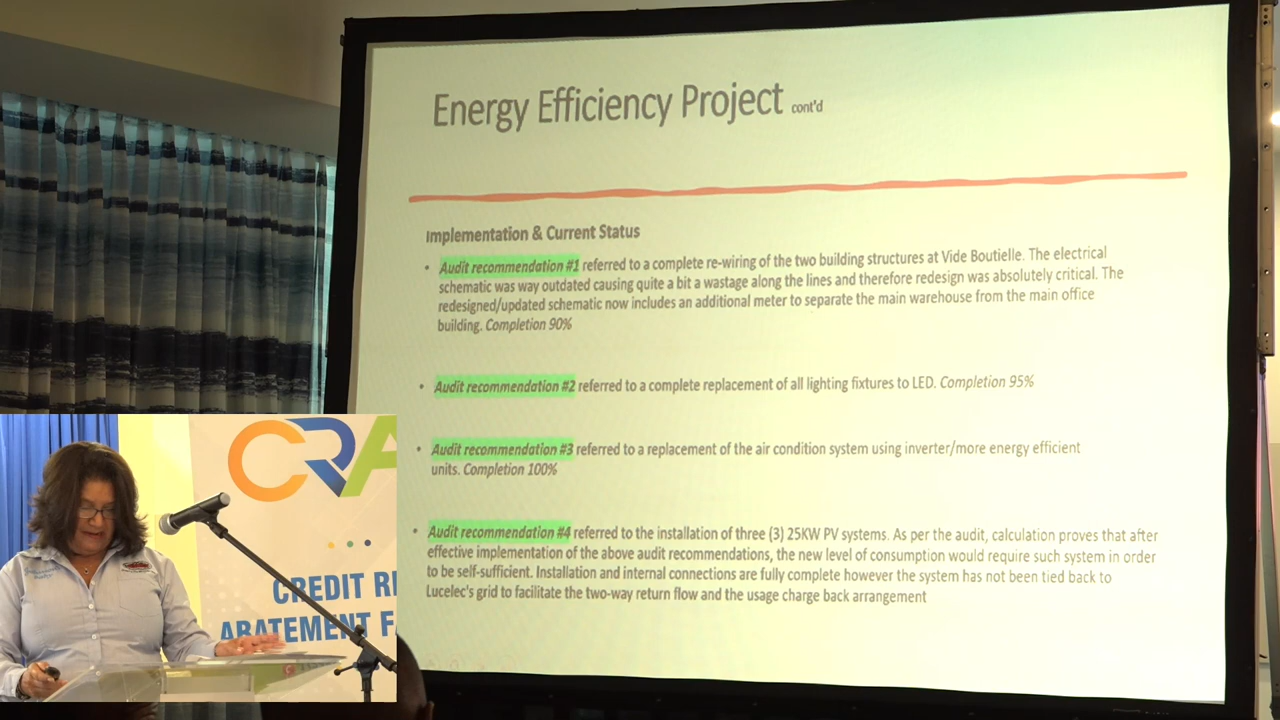 Energy Efficiency Project cont'd
Implementation & Current Status
• Audit recommendation #1 referred to a complete re-wiring of the two building structures at Vide Boutielle. The electrical
schematic was way outdated causing quite a bit a wastage along the lines and therefore redesign was absolutely critical. The
redesigned/updated schematic now includes an additional meter to separate the main warehouse from the main office
building. Completion 90%
• Audit recommendation #2 referred to a complete replacement of all lighting fixtures to LED. Completion 95%
• Audit recommendation #3 referred to a replacement of the air condition system using inverter/more energy efficient
units. Completion 100%
• Audit recommendation #4 referred to the installation of three (3) 25KW PV systems. As per the audit, calculation proves that after
effective implementation of the above audit recommendations, the new level of consumption would require such system in order
to be self-sufficient. Installation and internal connections are fully complete however the system has not been tied back to
Lucelec's grid to facilitate the two-way return flow and the usage charge back arrangement
CRA
CREDIT RI
ABATEMENT F